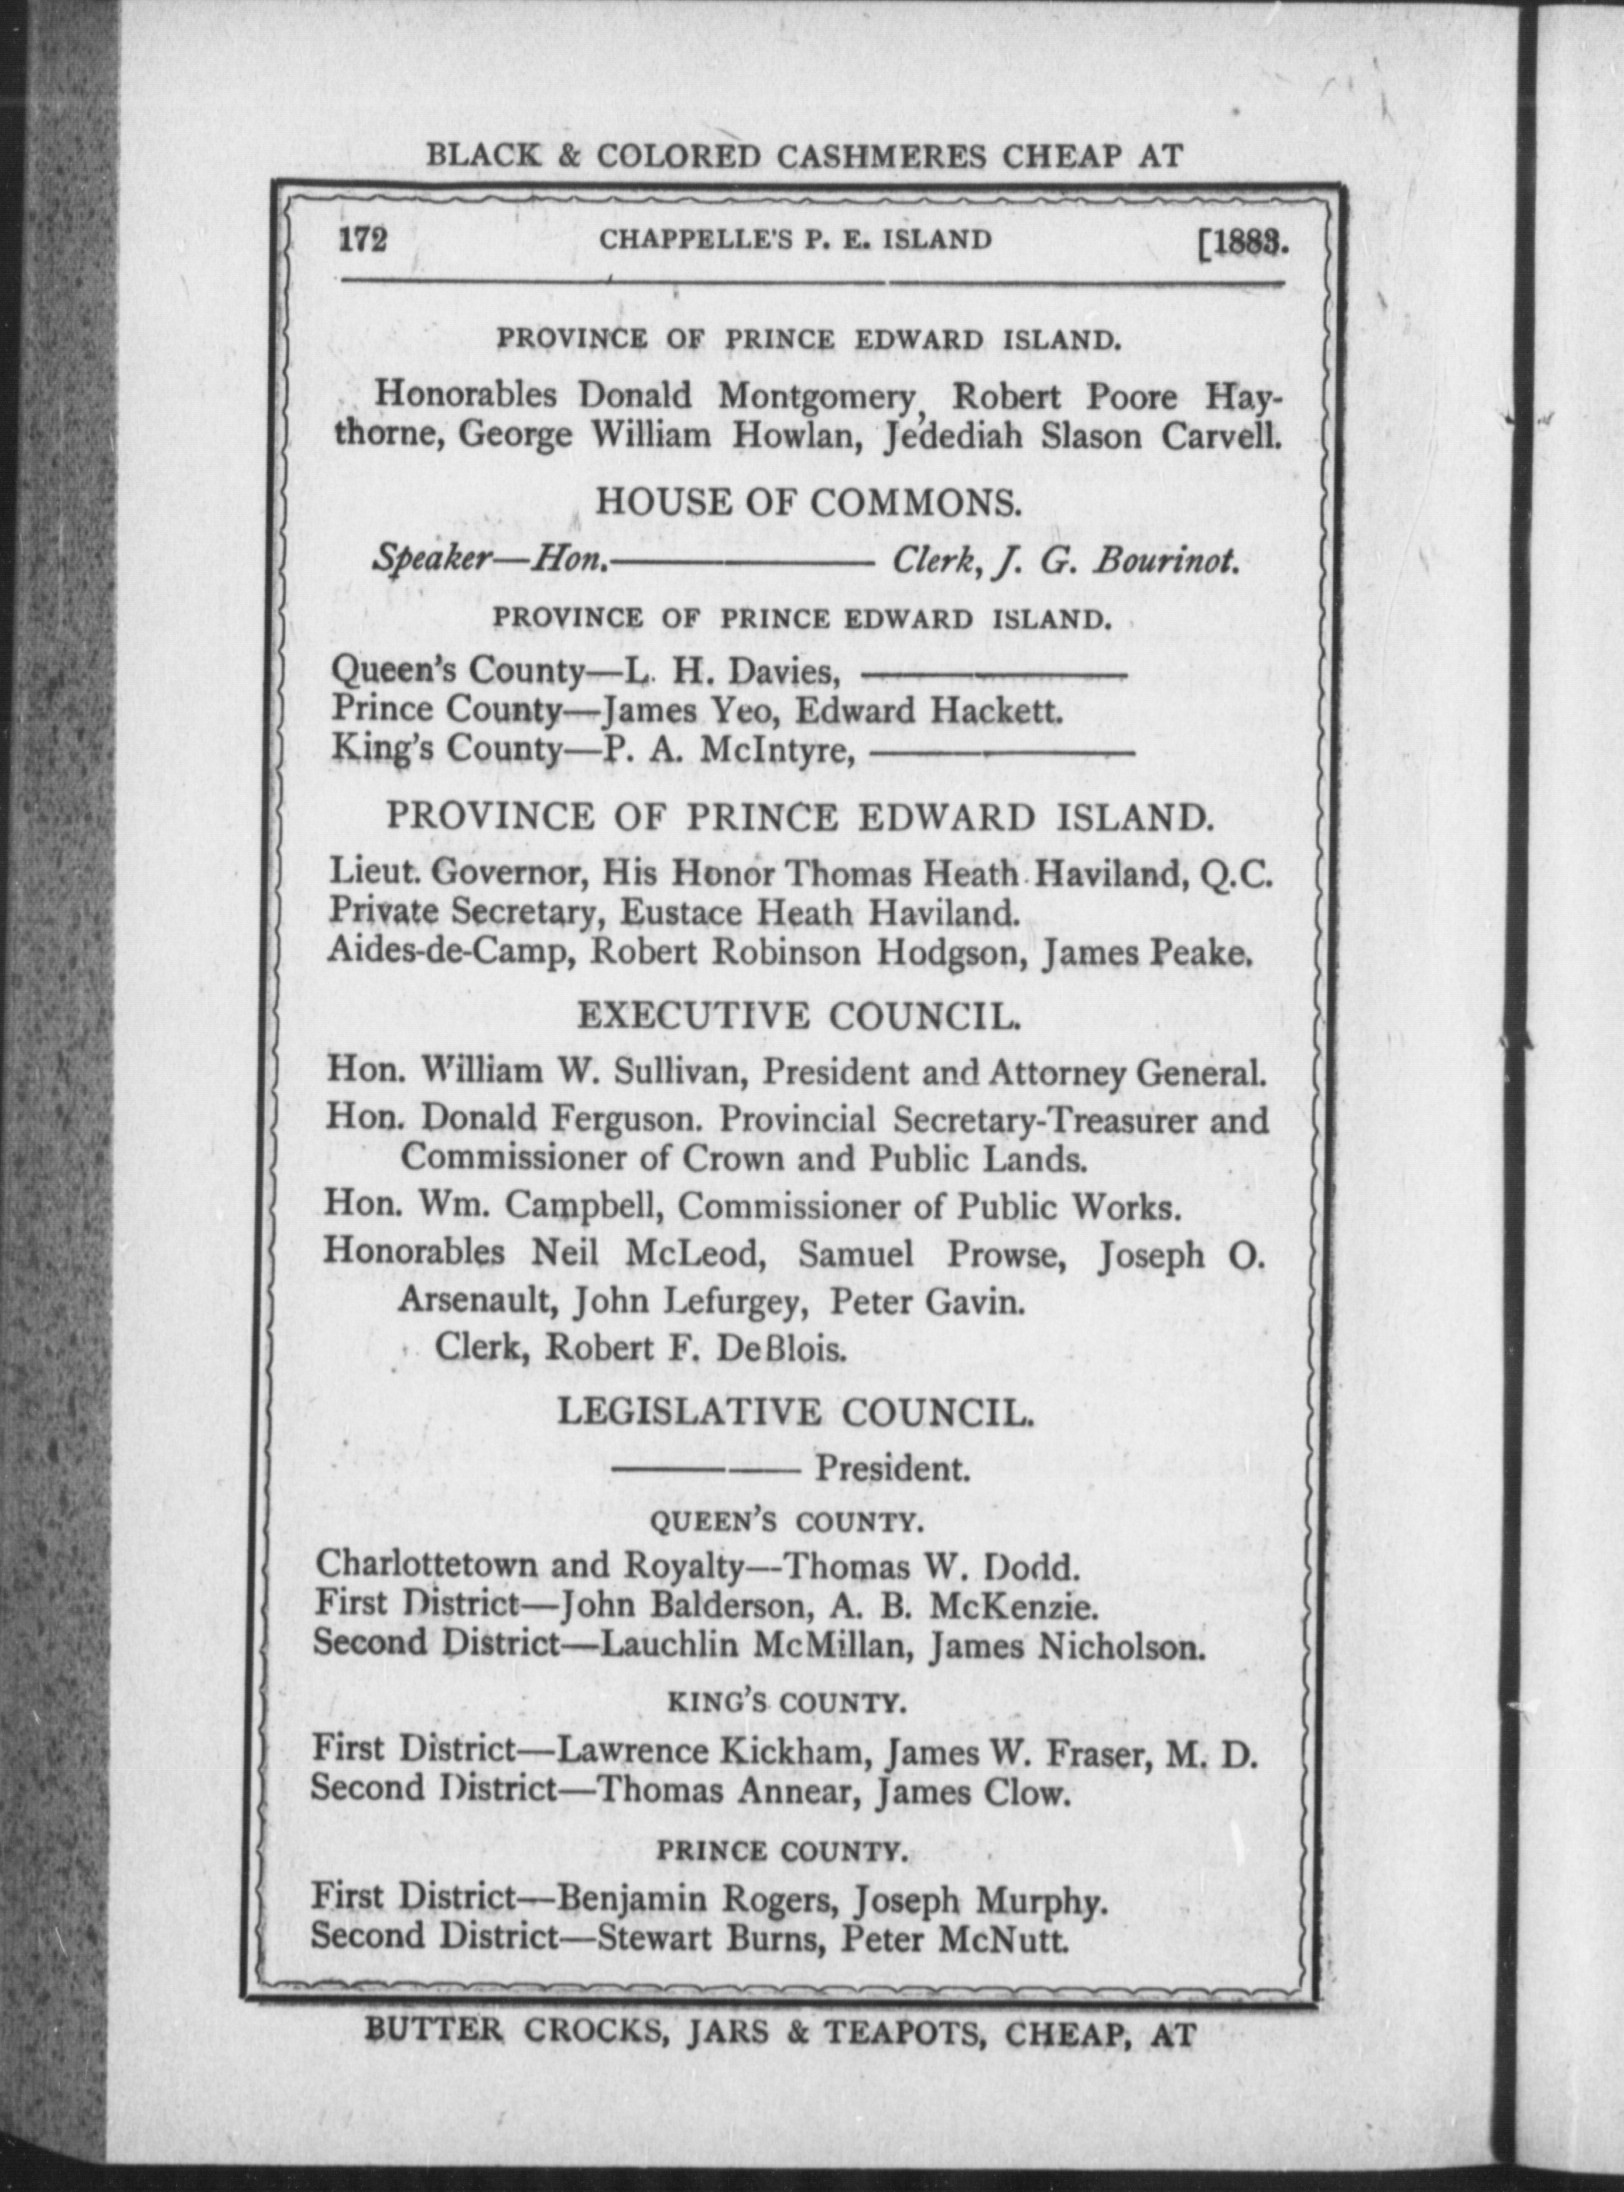 BLACK & COLORED CASHMERES CHEAP AT
172 CHAPPELLE'S P. E. ISLAND [1883.
PROVINCE OF PRINCE EDWARD ISLAND.
Honorables Donald Montgomery, Robert Poore Hay-
thorne, George William Howlan, Jedediah Slason Carvell.
HOUSE OF COMMONS.
Speaker—Hon.———— Clerk, J. G. Bourinot.
PROVINCE OF PRINCE EDWARD ISLAND.
Queen's County—L. H. Davies, ————
Prince County—James Yeo, Edward Hackett.
King's County—P. A. McIntyre, ————
PROVINCE OF PRINCE EDWARD ISLAND.
Lieut. Governor, His Honor Thomas Heath Haviland, Q.C.
Private Secretary, Eustace Heath Haviland.
Aides-de-Camp, Robert Robinson Hodgson, James Peake.
EXECUTIVE COUNCIL.
Hon. William W. Sullivan, President and Attorney General.
Hon. Donald Ferguson. Provincial Secretary-Treasurer and
Commissioner of Crown and Public Lands.
Hon. Wm. Campbell, Commissioner of Public Works.
Honorables Neil McLeod, Samuel Prowse, Joseph O.
Arsenault, John Lefurgey, Peter Gavin.
Clerk, Robert F. DeBlois.
LEGISLATIVE COUNCIL.
———— President.
QUEEN'S COUNTY.
Charlottetown and Royalty—Thomas W. Dodd.
First District—John Balderson, A. B. McKenzie.
Second District—Lauchlin McMillan, James Nicholson.
KING'S COUNTY.
First District—Lawrence Kickham, James W. Fraser, M. D.
Second District—Thomas Annear, James Clow.
PRINCE COUNTY.
First District—Benjamin Rogers, Joseph Murphy.
Second District—Stewart Burns, Peter McNutt.
BUTTER CROCKS, JARS & TEAPOTS, CHEAP, AT